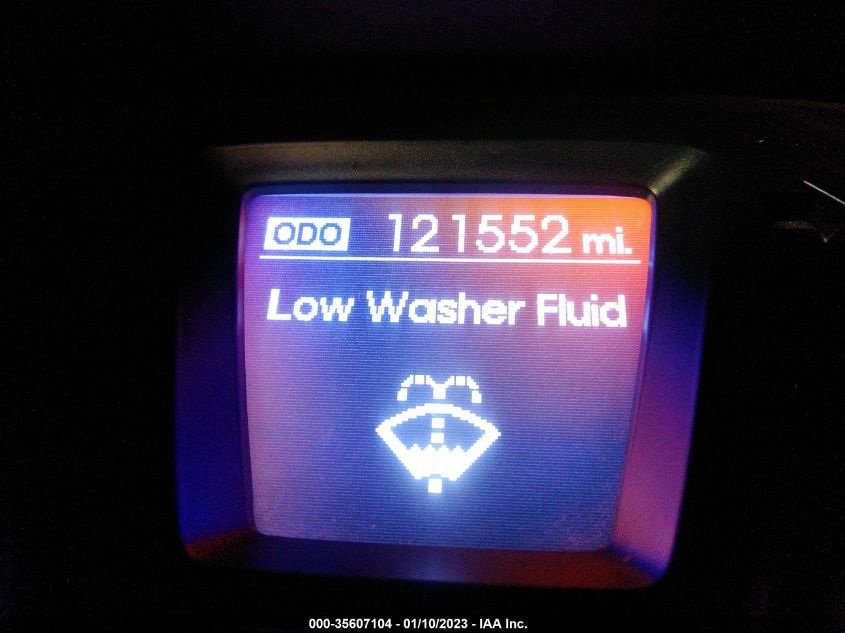 ODO 121552 mi.
Low Washer Fluid
000-35607104 - 01/10/2023 - IAA Inc.